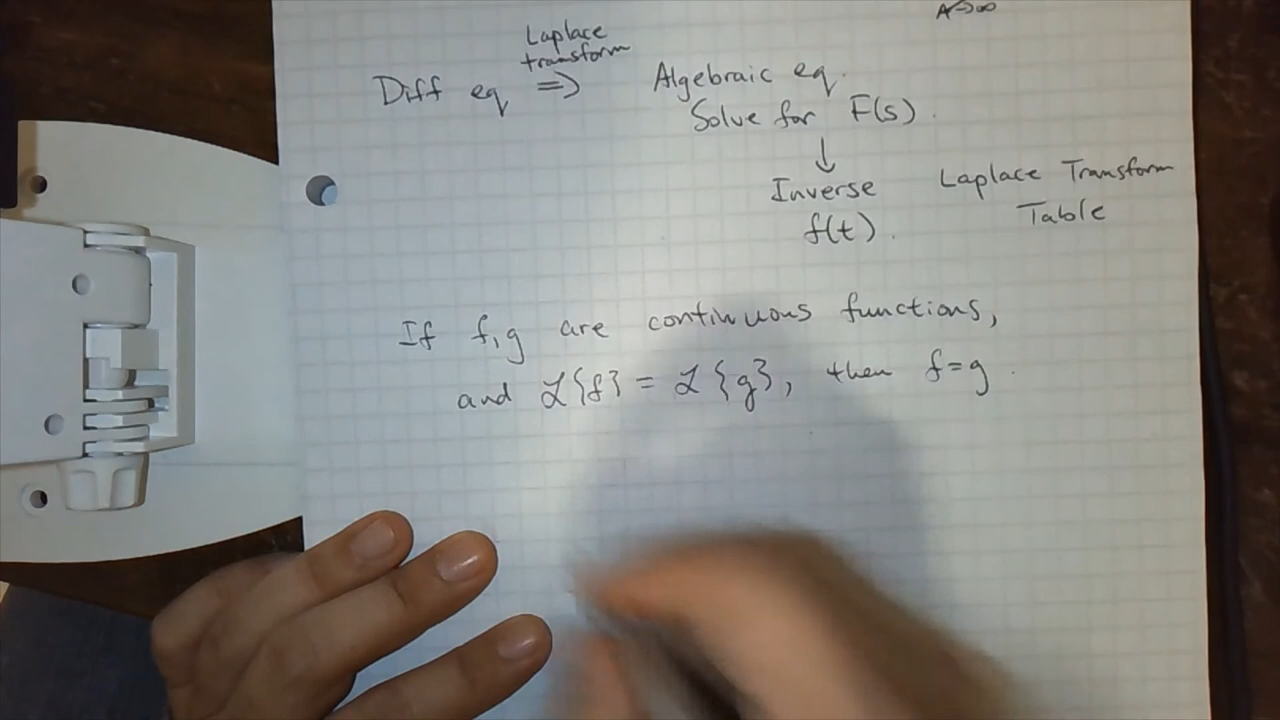 A→∞
Laplace
transform
Diff eq ⇒ Algebraic eq.
Solve for F(s).
↓
Inverse Laplace Transform
f(t). Table
If f,g are continuous functions,
and ℒ{f} = ℒ{g}, then f=g.